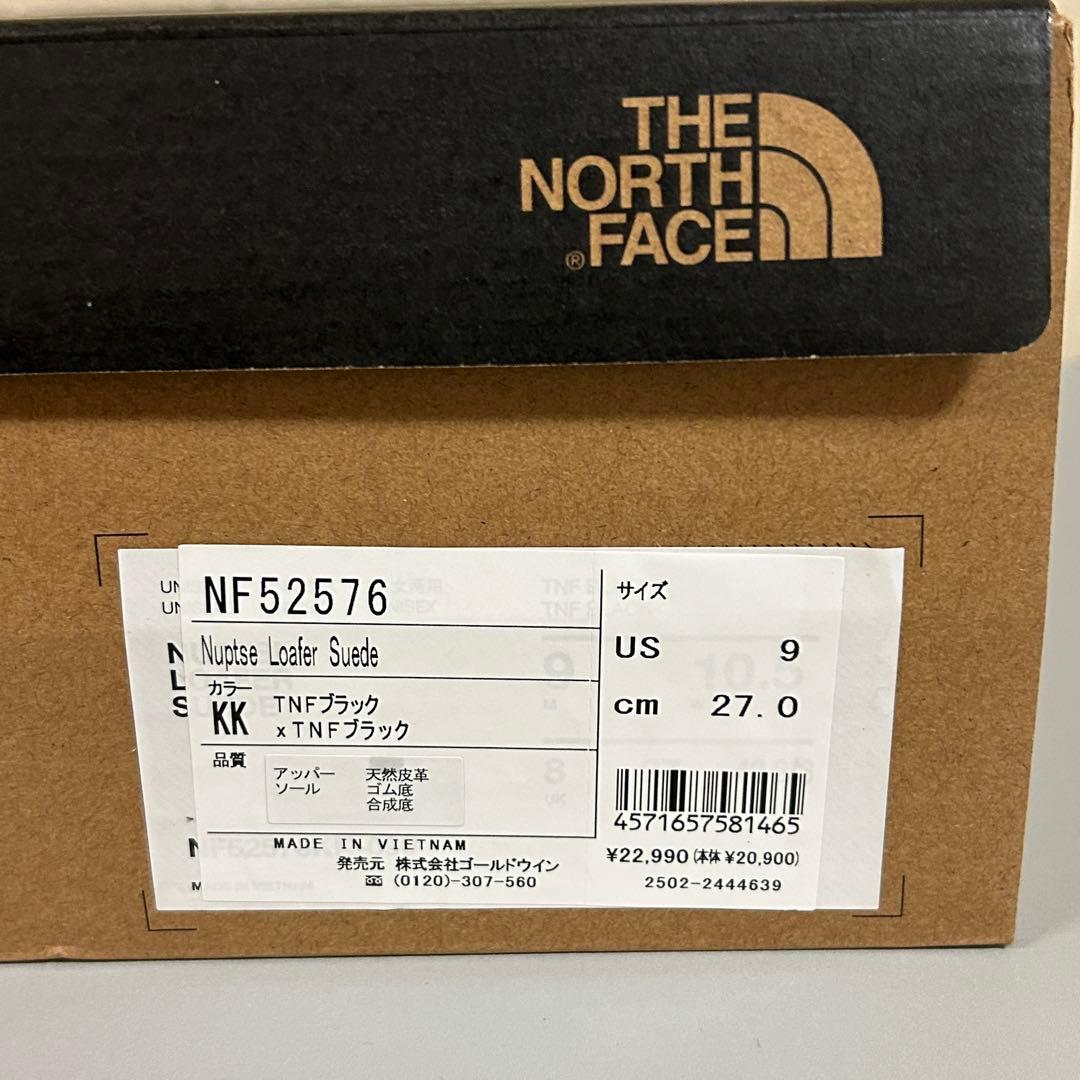 THE
NORTH
FACE
®
NF52576
Nuptse Loafer Suede
カラー
KK TNFブラック
xTNFブラック
品質
アッパー 天然皮革
ソール ゴム底
合成底
MADE IN VIETNAM
発売元 株式会社ゴールドウイン
(0120)-307-560
サイズ
US 9
cm 27.0
4571657581465
¥22,990(本体¥20,900)
2502-2444639